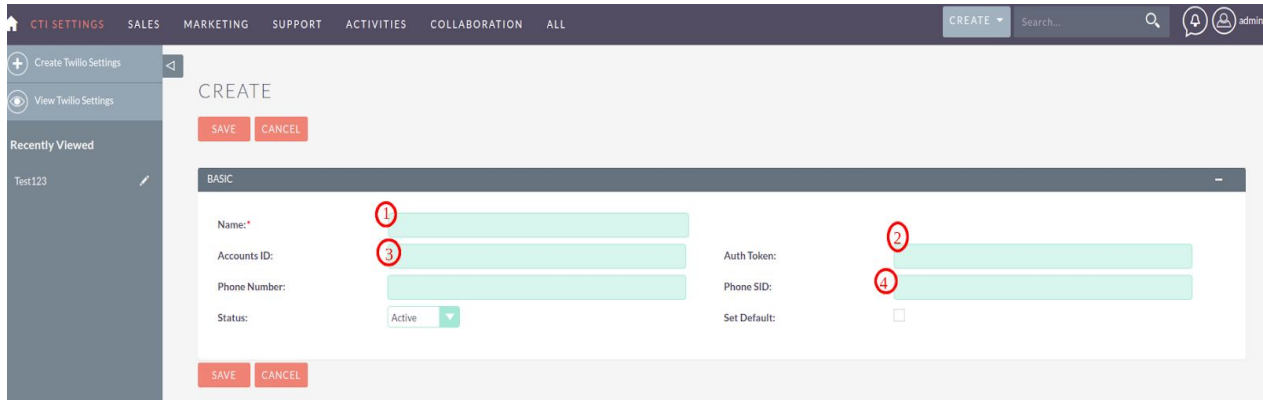 CTI SETTINGS SALES MARKETING SUPPORT ACTIVITIES COLLABORATION ALL CREATE Search... admin
Create Twilio Settings
View Twilio Settings
Recently Viewed
Test123
CREATE
SAVE CANCEL
BASIC
Name:* 1
Accounts ID: 3 Auth Token: 2
Phone Number: Phone SID: 4
Status: Active Set Default:
SAVE CANCEL